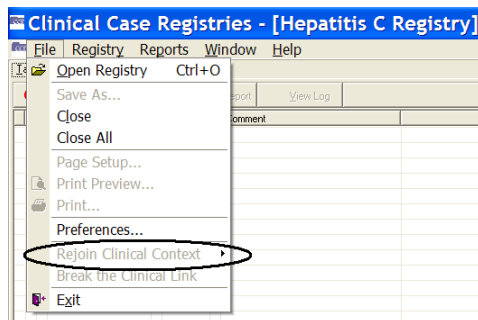 Clinical Case Registries - [Hepatitis C Registry]
File Registry Reports Window Help
Open Registry Ctrl+O
Save As...
View Log
Close
Comment
Close All
Page Setup...
Print Preview...
Print...
Preferences...
Rejoin Clinical Context
Break the Clinical Link
Exit